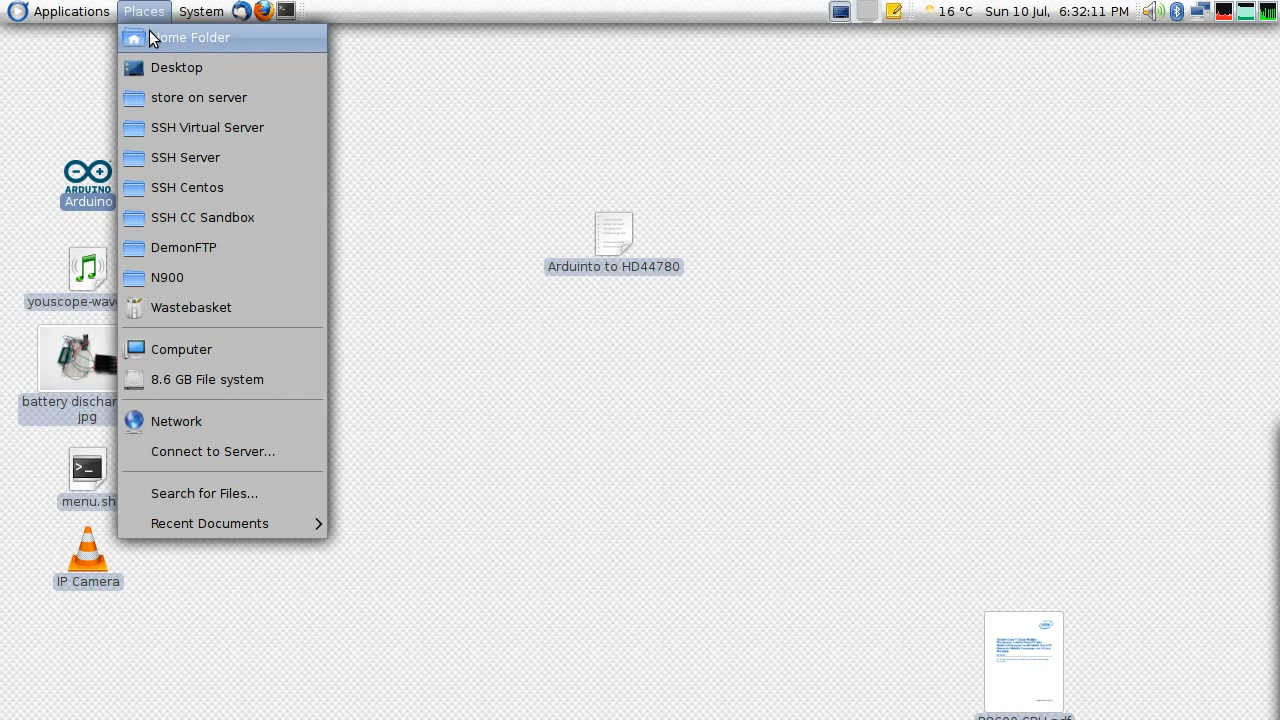 Applications Places System
16 °C Sun 10 Jul, 6:32:11 PM
Home Folder
Desktop
store on server
SSH Virtual Server
SSH Server
SSH Centos
SSH CC Sandbox
DemonFTP
N900
Wastebasket
Computer
8.6 GB File system
Network
Connect to Server...
Search for Files...
Recent Documents
ARDUINO
Arduino
youscope-wav
battery dischar
jpg
menu.sh
IP Camera
Arduinto to HD44780
intel